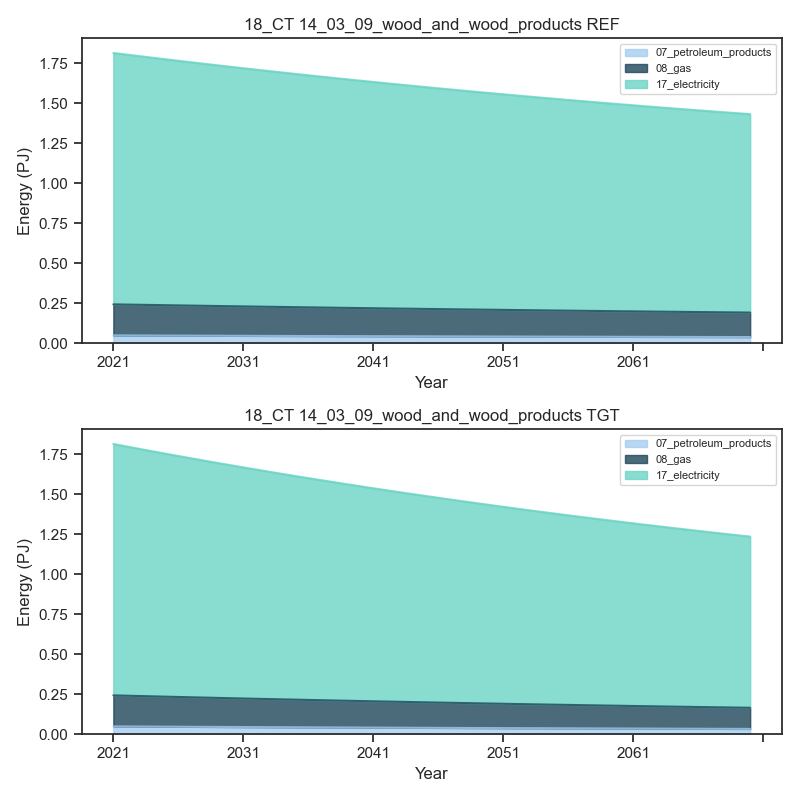 18_CT 14_03_09_wood_and_wood_products REF
07_petroleum_products
08_gas
17_electricity
1.75
1.50
1.25
1.00
0.75
0.50
0.25
0.00
Energy (PJ)
2021 2031 2041 2051 2061
Year
18_CT 14_03_09_wood_and_wood_products TGT
07_petroleum_products
08_gas
17_electricity
1.75
1.50
1.25
1.00
0.75
0.50
0.25
0.00
Energy (PJ)
2021 2031 2041 2051 2061
Year